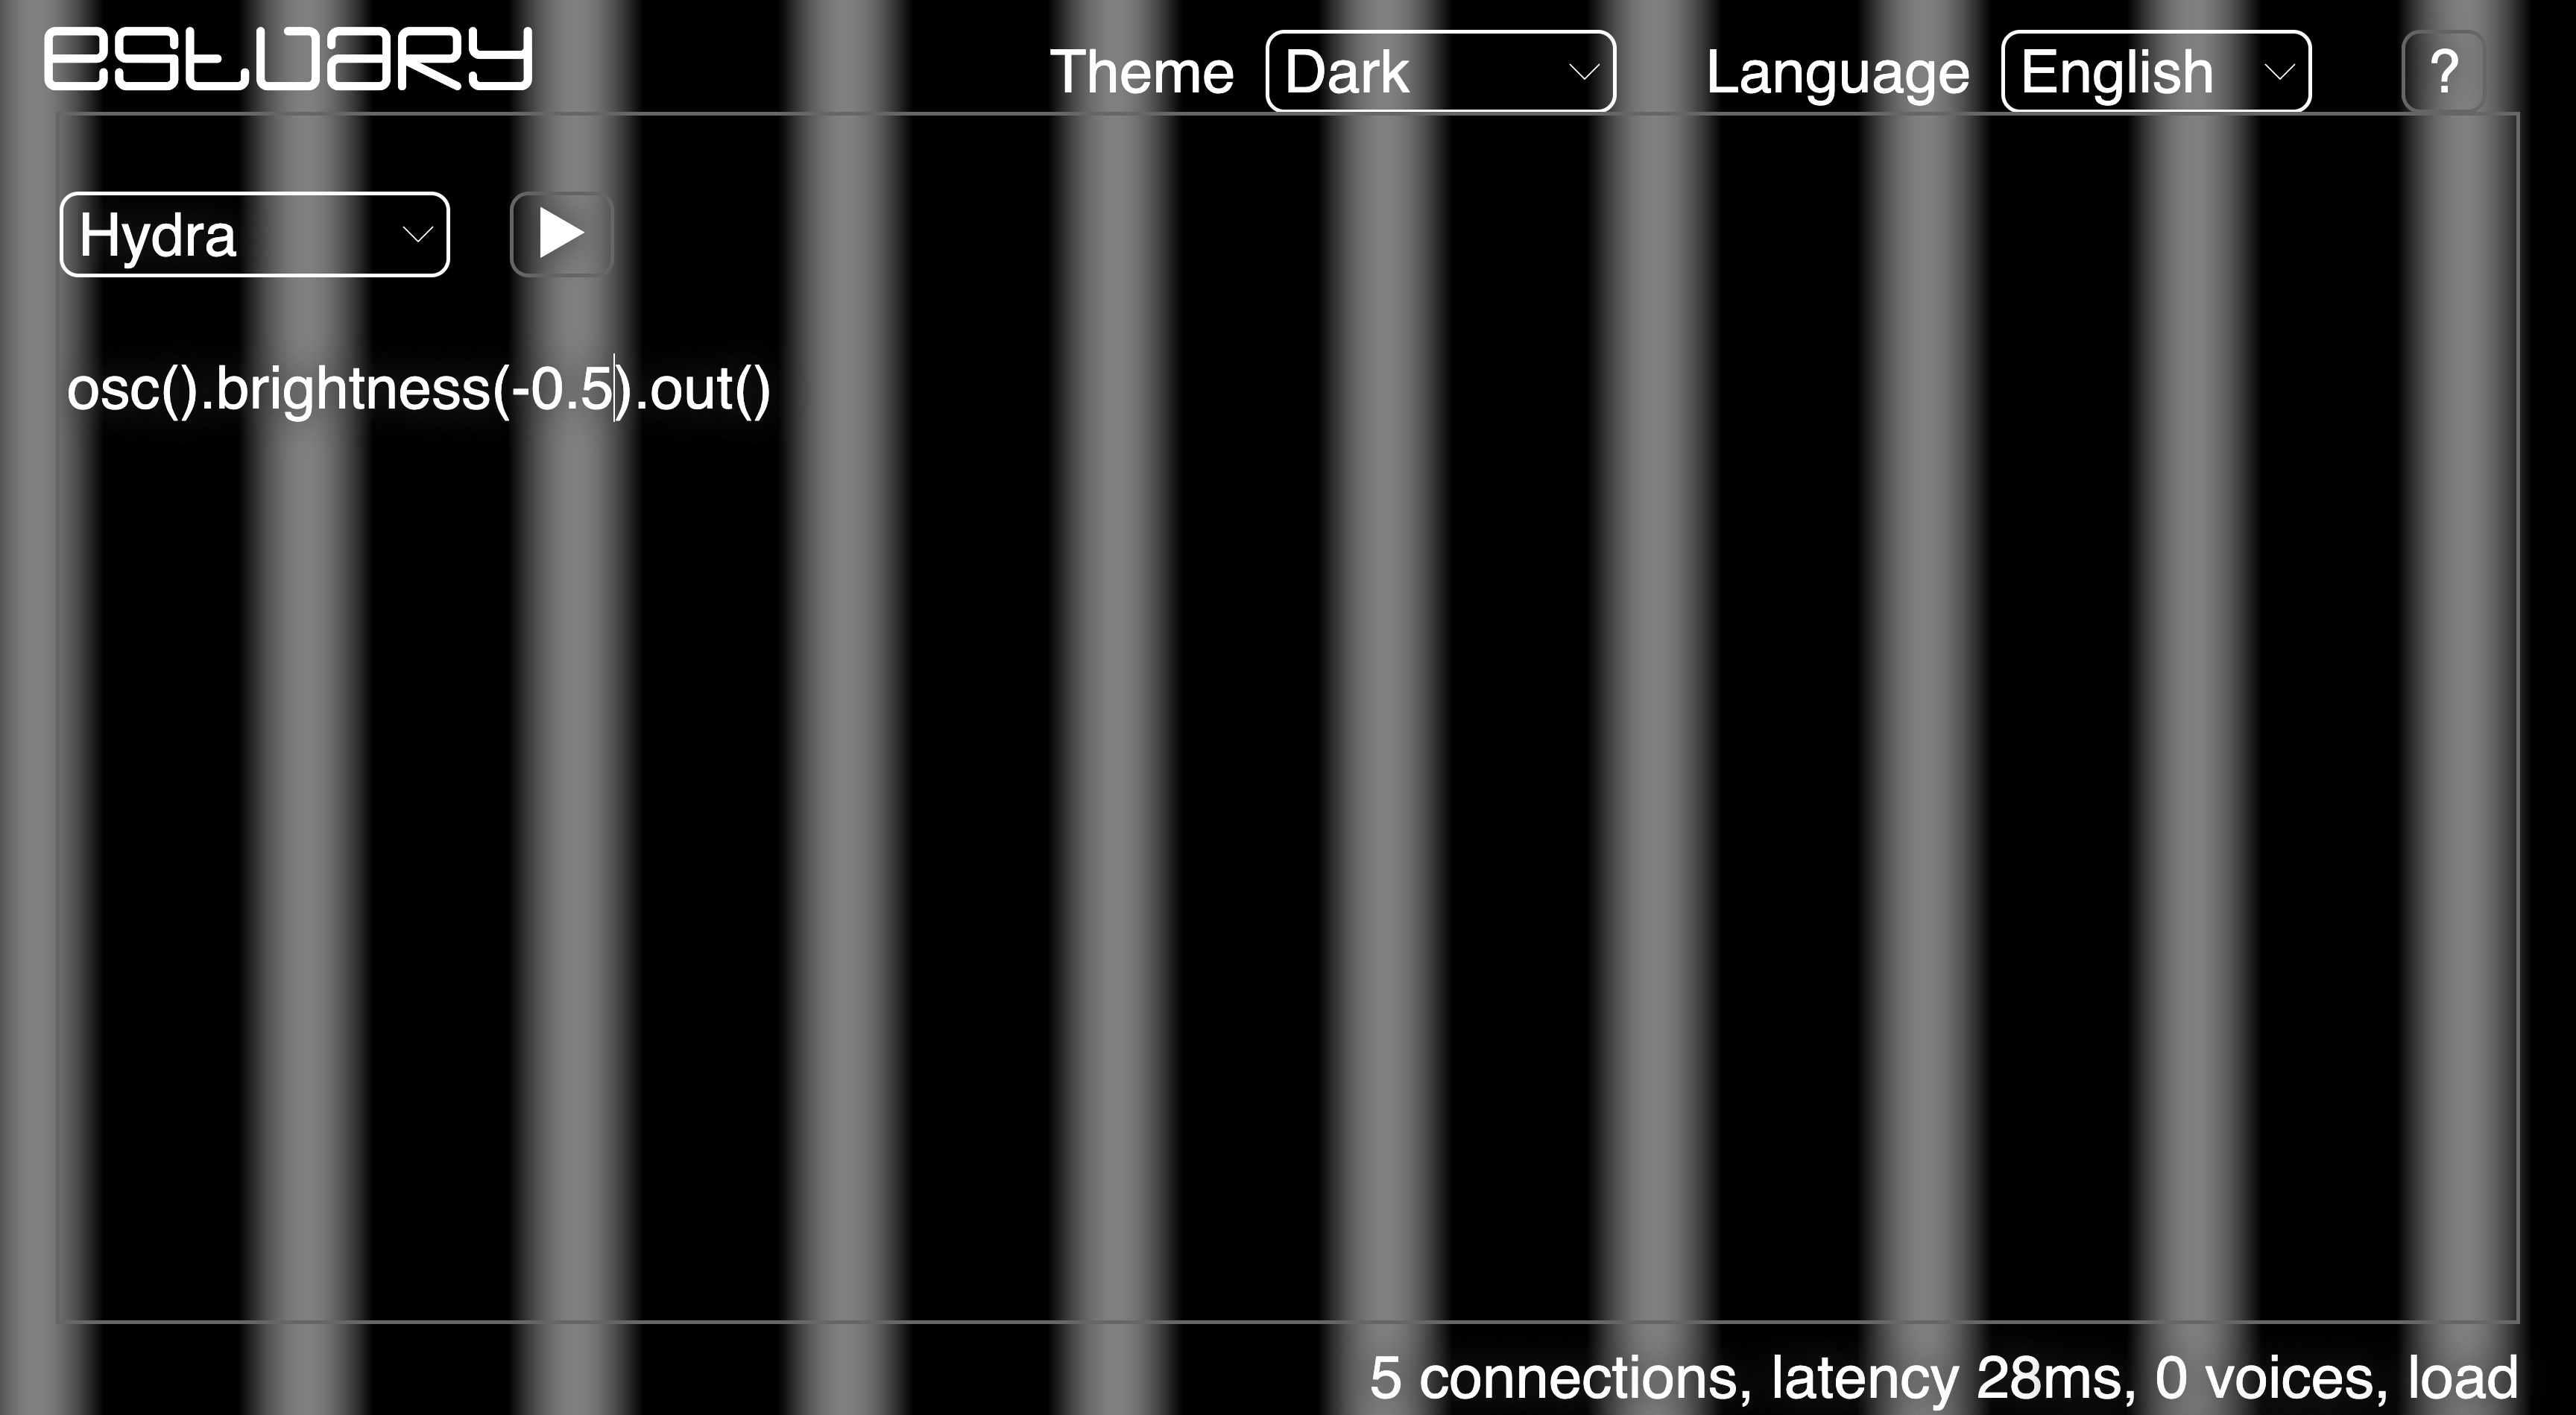 estuary
Theme Dark Language English ?
Hydra
osc().brightness(-0.5).out()
5 connections, latency 28ms, 0 voices, load